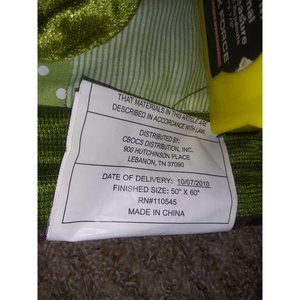 THAT MATERIALS IN THIS ARTICLE ARE
DESCRIBED IN ACCORDANCE WITH LAW.
DISTRIBUTED BY:
CBOCS DISTRIBUTION, INC.
900 HUTCHINSON PLACE
LEBANON, TN 37090
DATE OF DELIVERY: 10/07/2010
FINISHED SIZE: 50" X 60"
RN#110545
MADE IN CHINA
FORCE